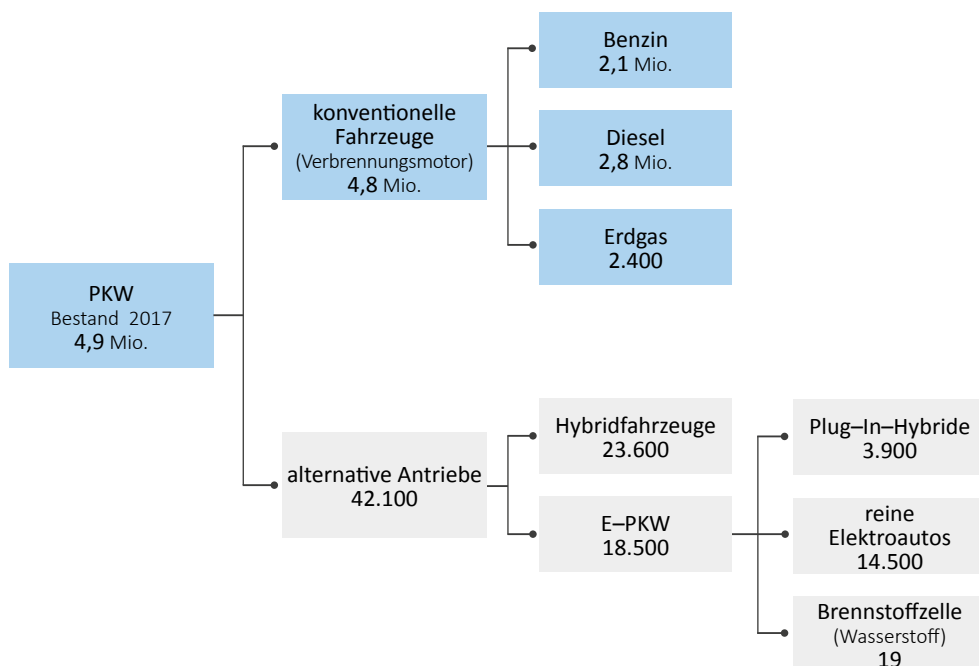 PKW
Bestand 2017
4,9 Mio.
konventionelle
Fahrzeuge
(Verbrennungsmotor)
4,8 Mio.
Benzin
2,1 Mio.
Diesel
2,8 Mio.
Erdgas
2.400
alternative Antriebe
42.100
Hybridfahrzeuge
23.600
E–PKW
18.500
Plug–In–Hybride
3.900
reine
Elektroautos
14.500
Brennstoffzelle
(Wasserstoff)
19